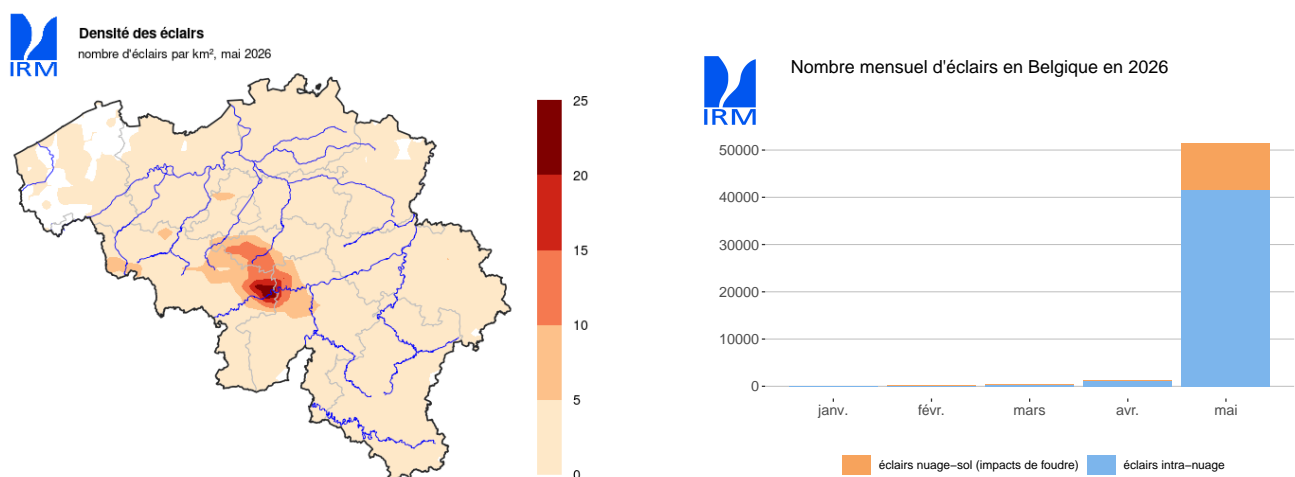 IRM
Densité des éclairs
nombre d'éclairs par km², mai 2026
25
20
15
10
5
0
IRM
Nombre mensuel d'éclairs en Belgique en 2026
50000
40000
30000
20000
10000
0
janv.
févr.
mars
avr.
mai
éclairs nuage−sol (impacts de foudre)
éclairs intra−nuage